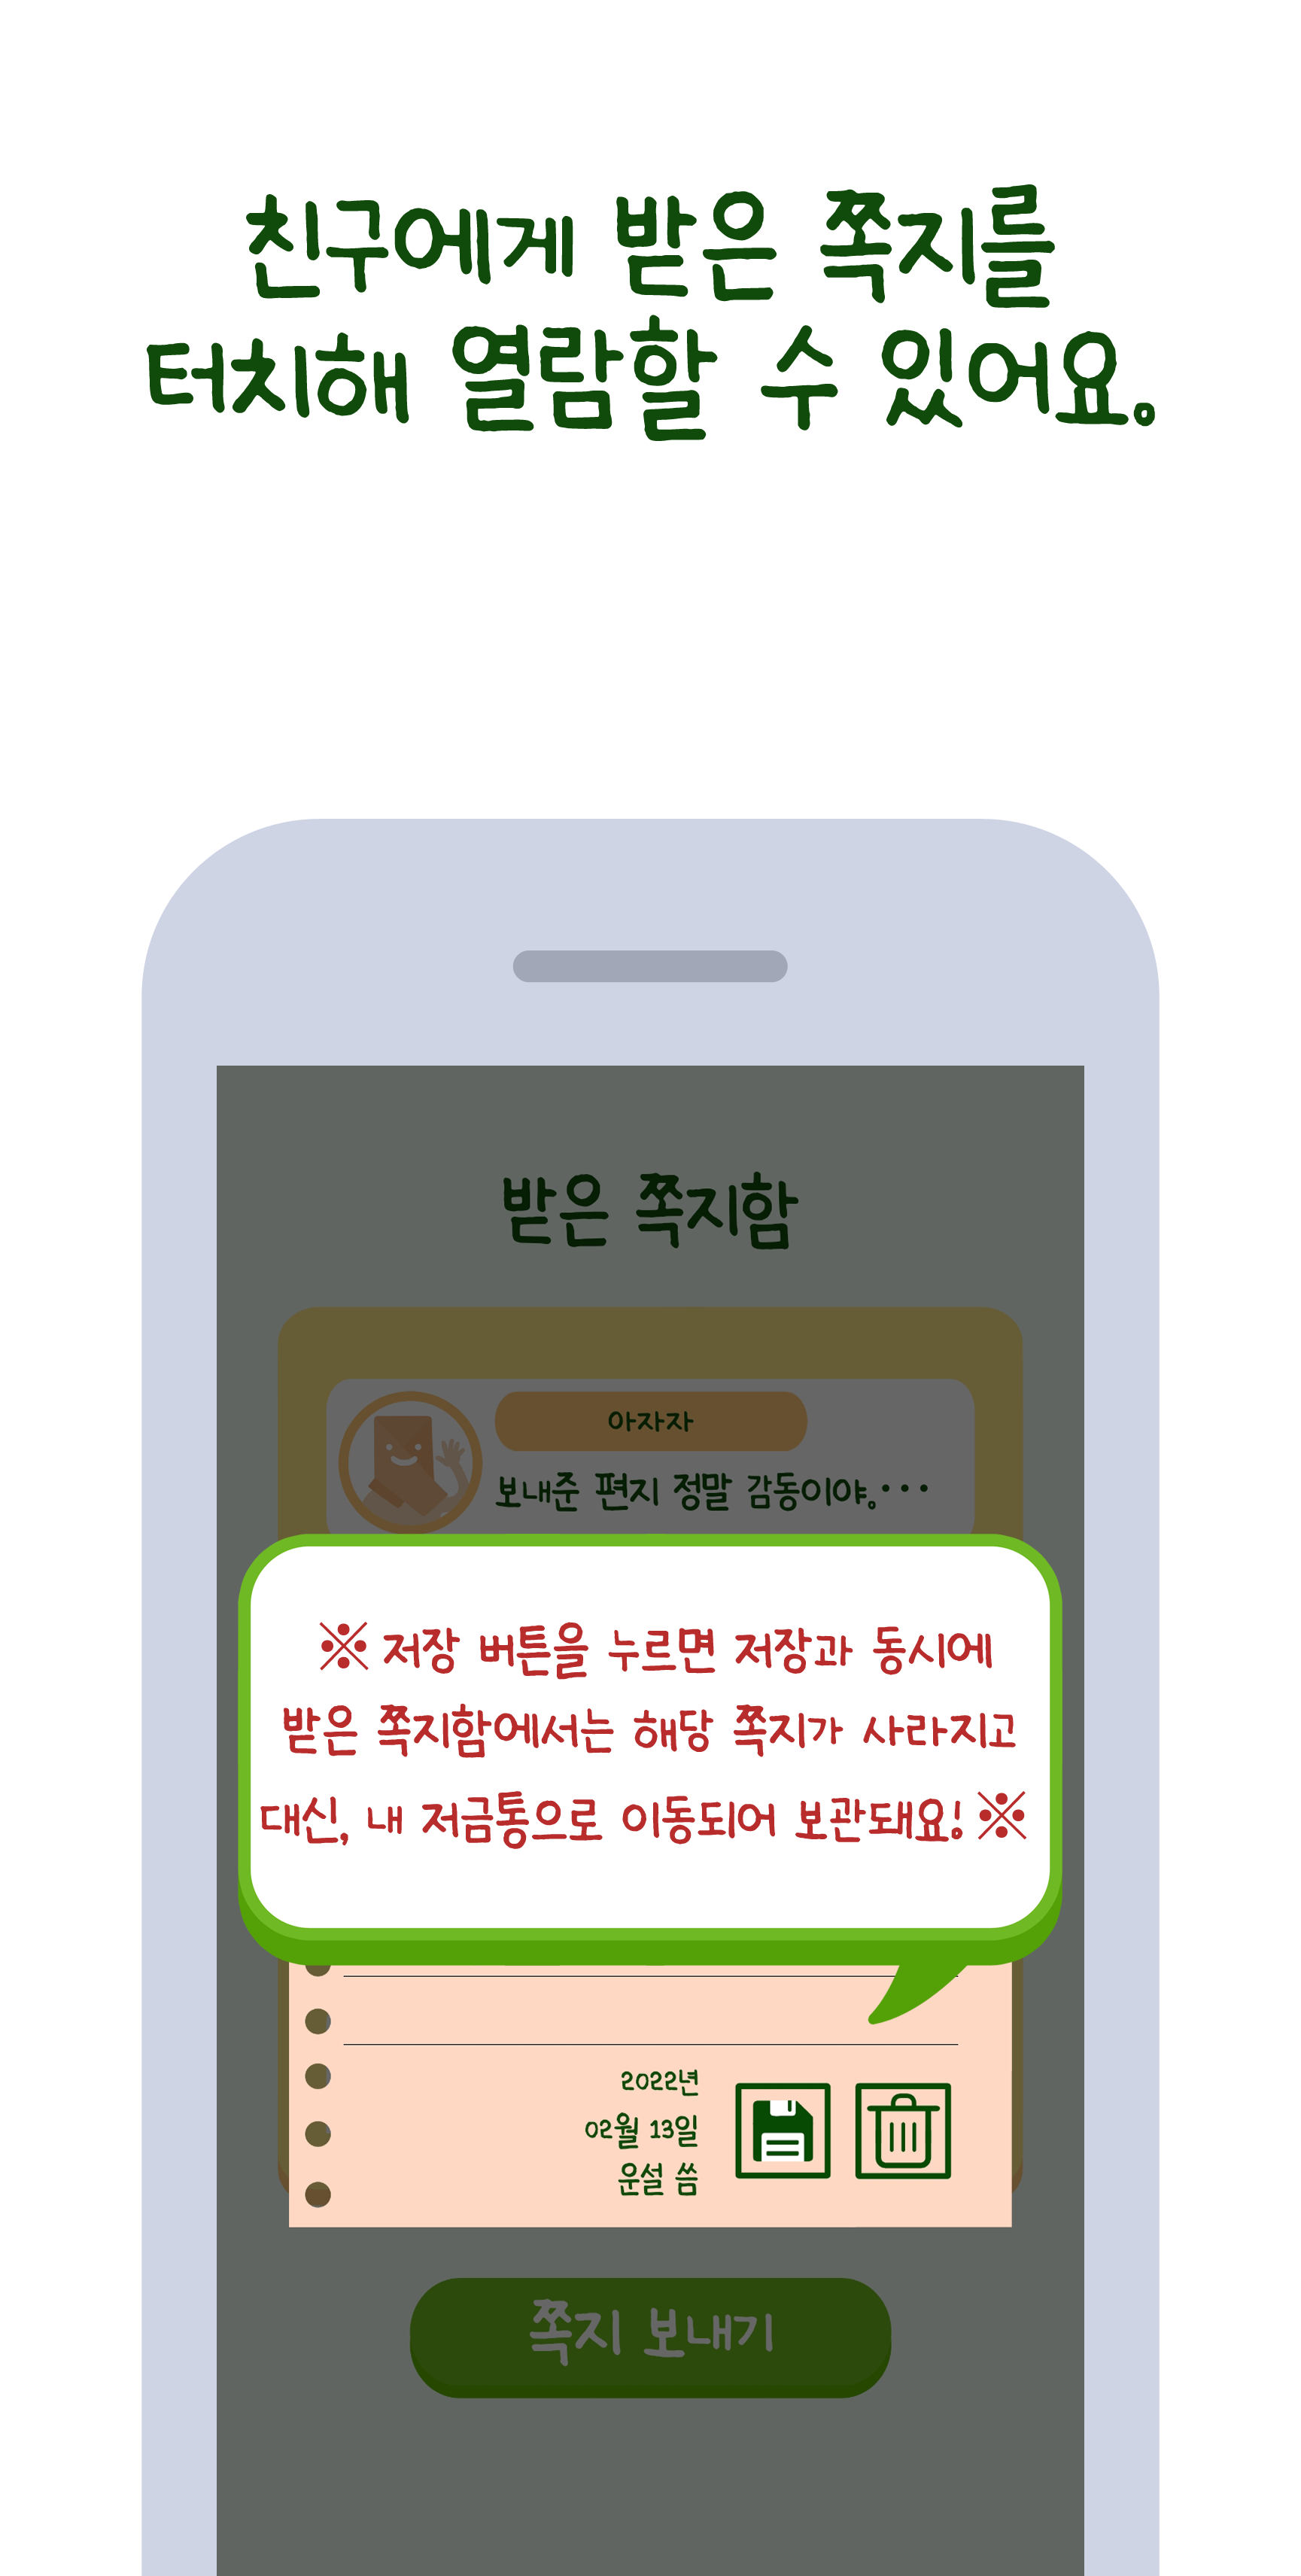 친구에게 받은 쪽지를
터치해 열람할 수 있어요.
받은 쪽지함
아자자
보내준 편지 정말 감동이야....
※ 저장 버튼을 누르면 저장과 동시에
받은 쪽지함에서는 해당 쪽지가 사라지고
대신, 내 저금통으로 이동되어 보관돼요! ※
2022년
02월 13일
운설 씀
쪽지 보내기